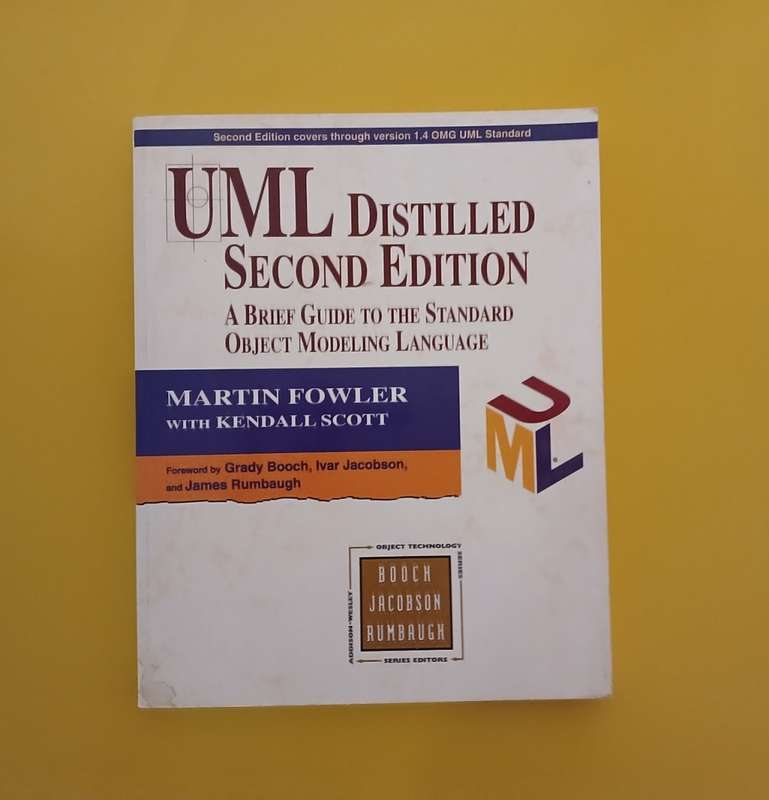 Second Edition covers through version 1.4 OMG UML Standard
UML DISTILLED
SECOND EDITION
A BRIEF GUIDE TO THE STANDARD
OBJECT MODELING LANGUAGE
MARTIN FOWLER
WITH KENDALL SCOTT
Foreword by Grady Booch, Ivar Jacobson,
and James Rumbaugh
UML
OBJECT TECHNOLOGY
SERIES
BOOCH
JACOBSON
RUMBAUGH
ADDISON-WESLEY
SERIES EDITORS